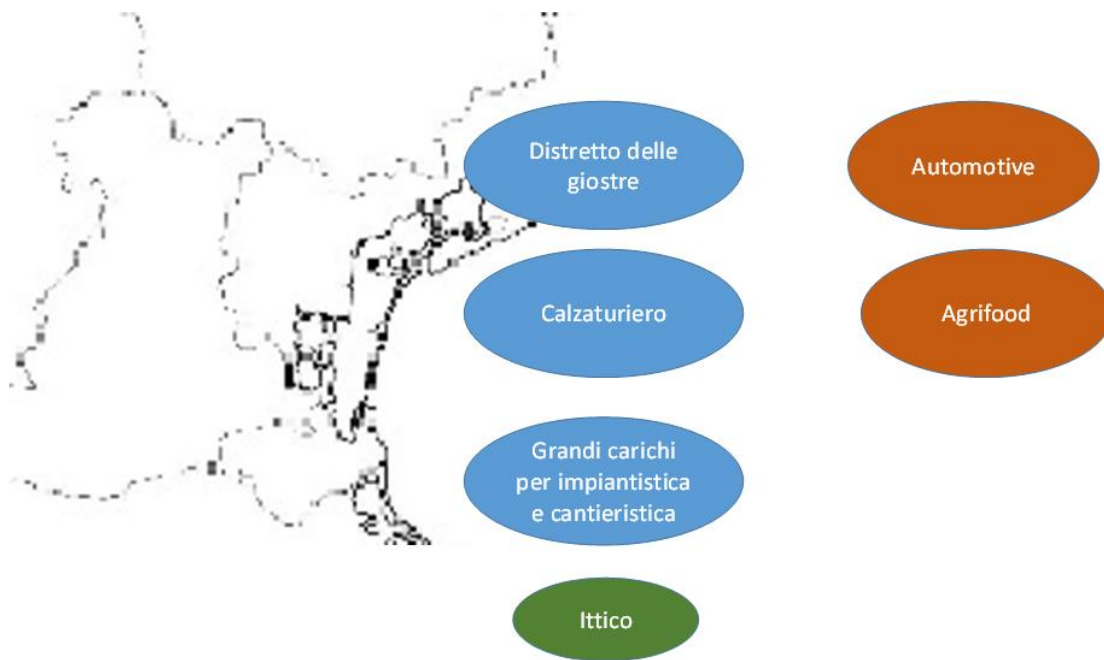 Distretto delle
giostre
Automotive
Calzaturiero
Agrifood
Grandi carichi
per impiantistica
e cantieristica
Ittico